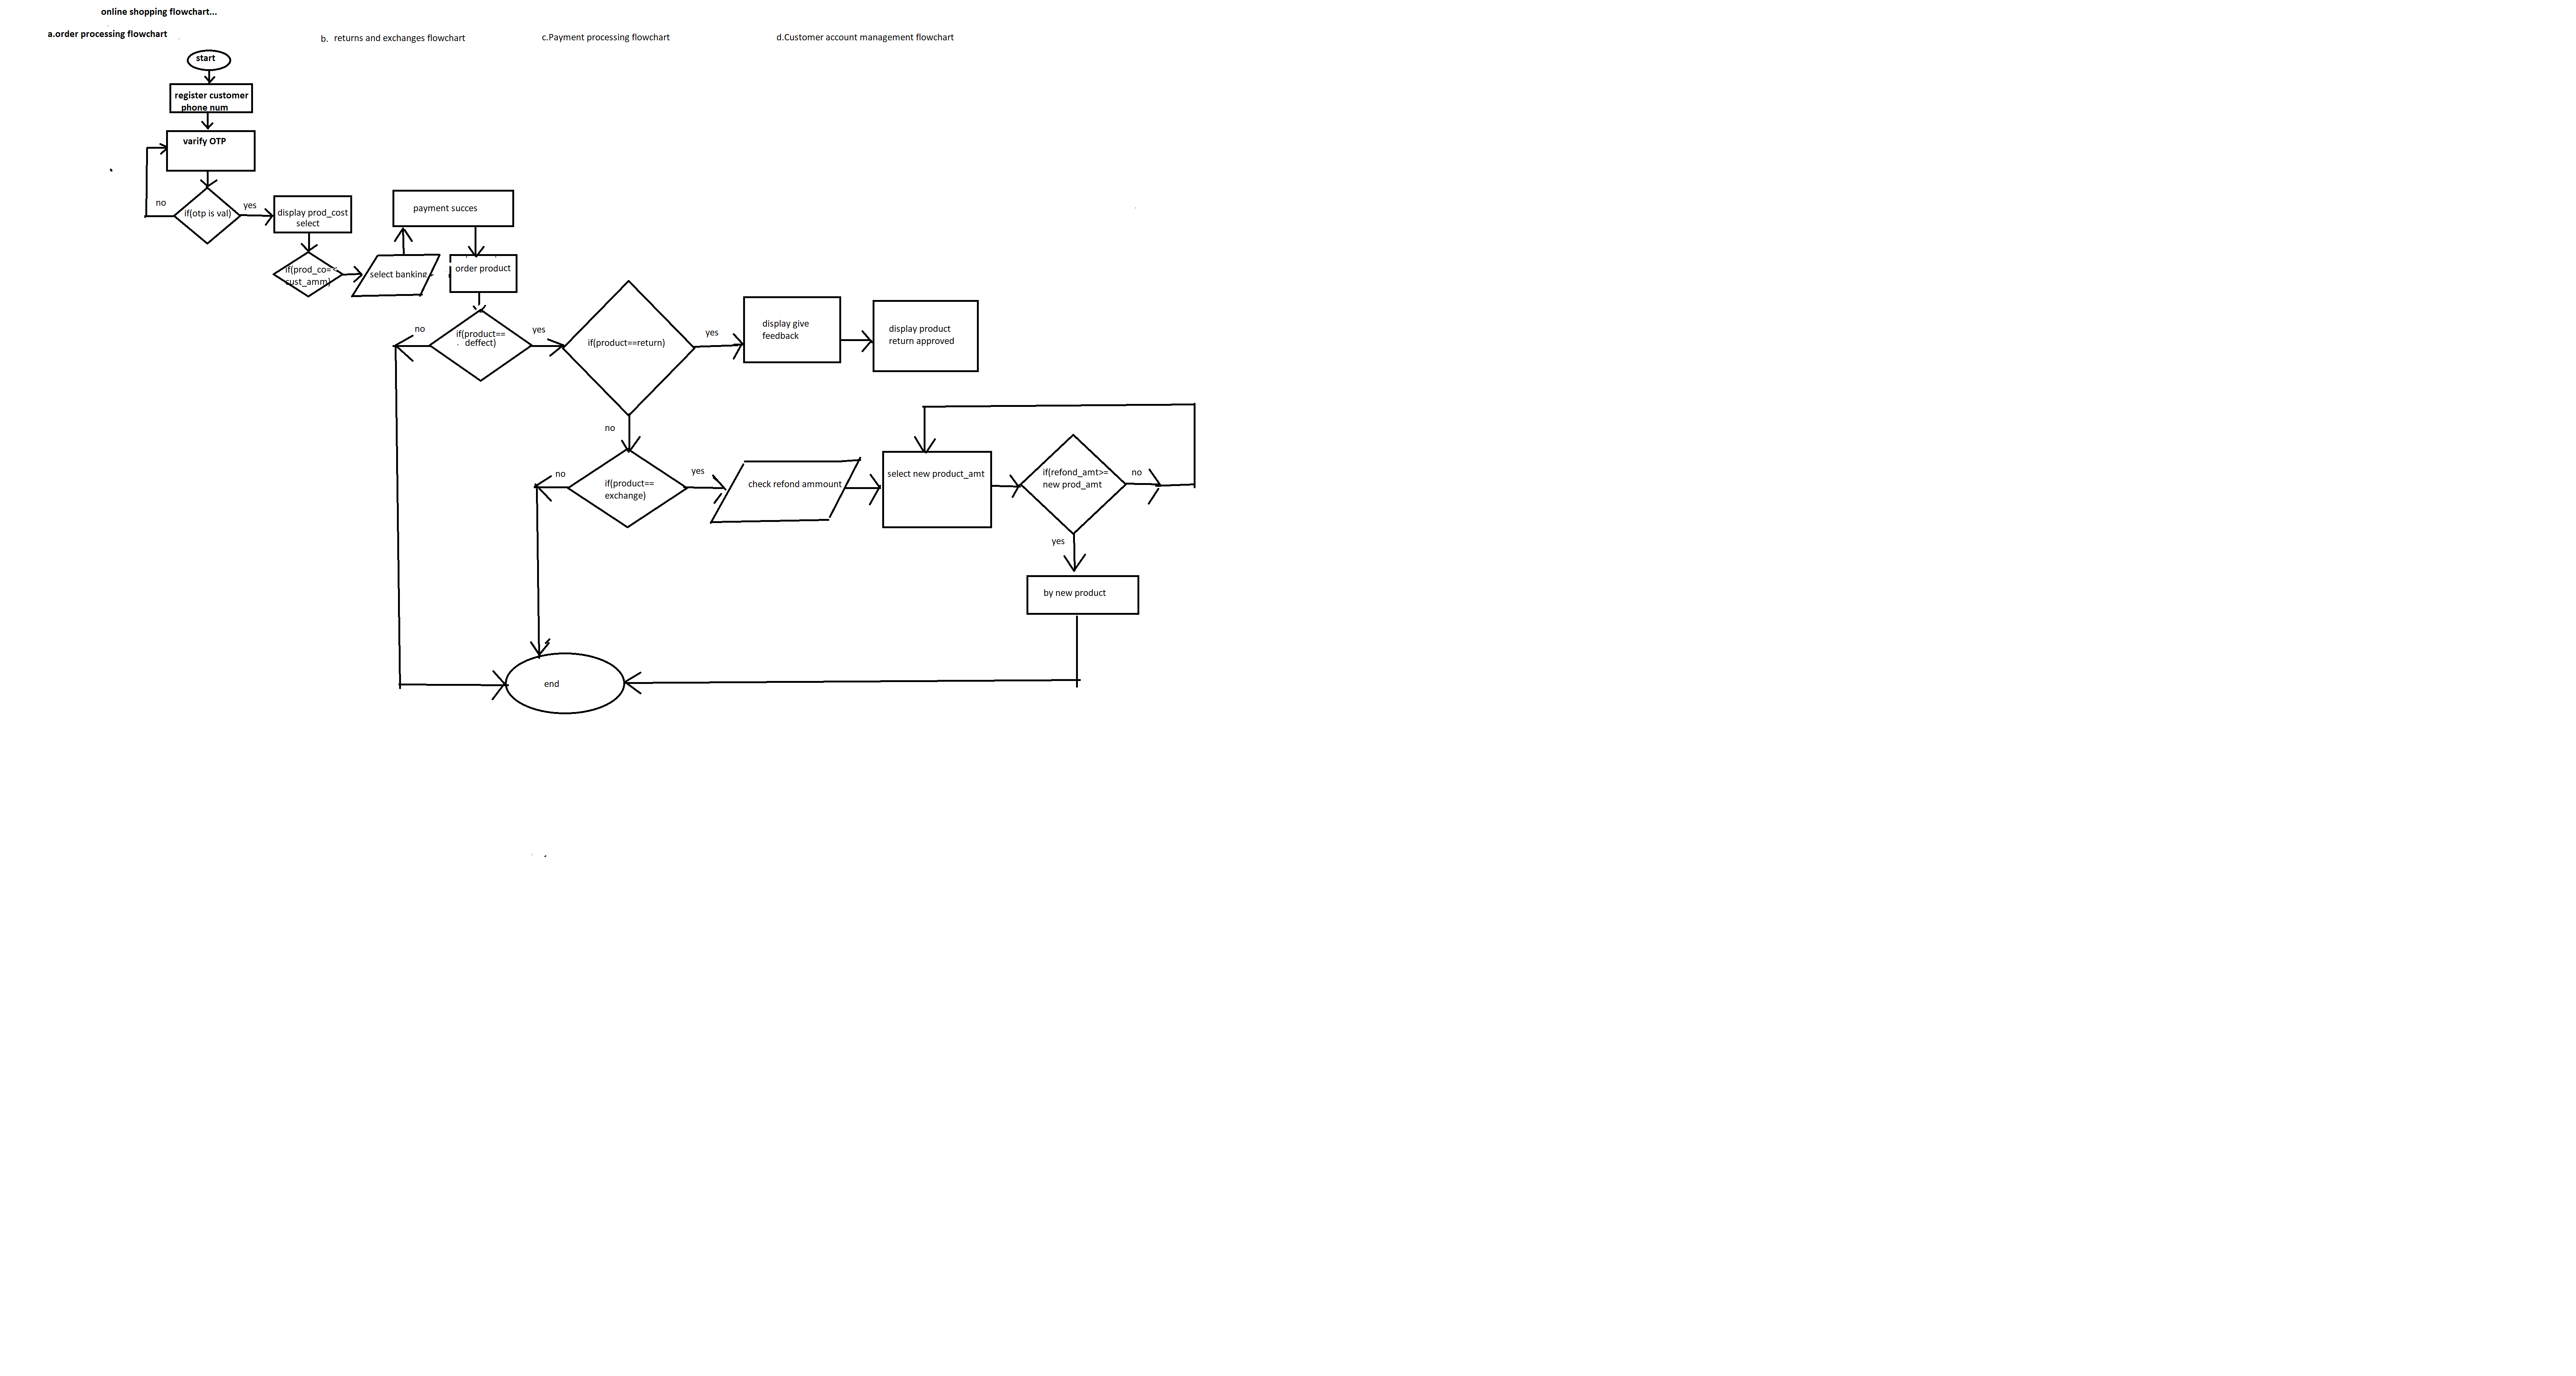 online shopping flowchart...
a.order processing flowchart
b. returns and exchanges flowchart
c.Payment processing flowchart
d.Customer account management flowchart
start
register customer
phone num
varify OTP
no
if(otp is val)
yes
display prod_cost
select
payment succes
if(prod_co=<
cust_amm)
select banking
order product
no
if(product==
deffect)
yes
if(product==return)
yes
display give
feedback
display product
return approved
no
no
if(product==
exchange)
yes
check refond ammount
select new product_amt
if(refond_amt>=
new prod_amt
no
yes
by new product
end